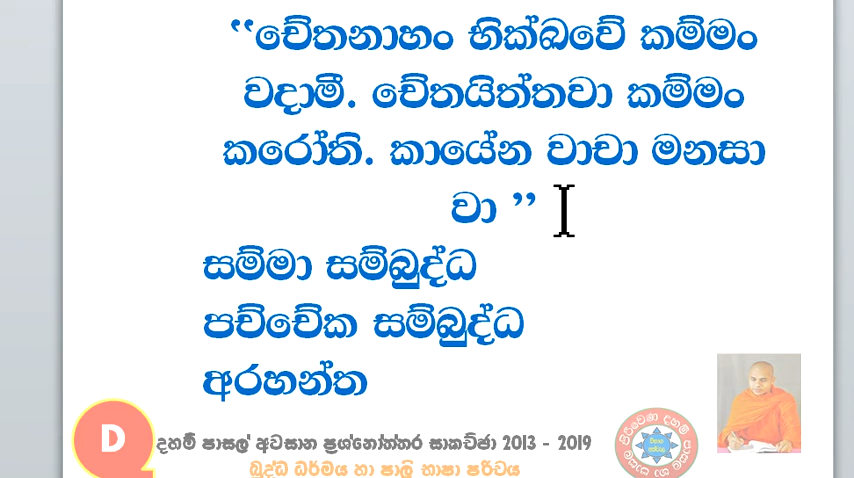 “චේතනාහං භික්ඛවේ කම්මං
වදාමී. චේතයිත්තවා කම්මං
කරෝති. කායේන වාචා මනසා
වා ”
සම්මා සම්බුද්ධ
පච්චේක සම්බුද්ධ
අරහන්ත
D
දහම් පාසල් අවසාන ප්‍රශ්නෝත්තර සාකච්ඡා 2013 - 2019
බුද්ධ ධර්මය හා පාලි භාෂා පරිචය